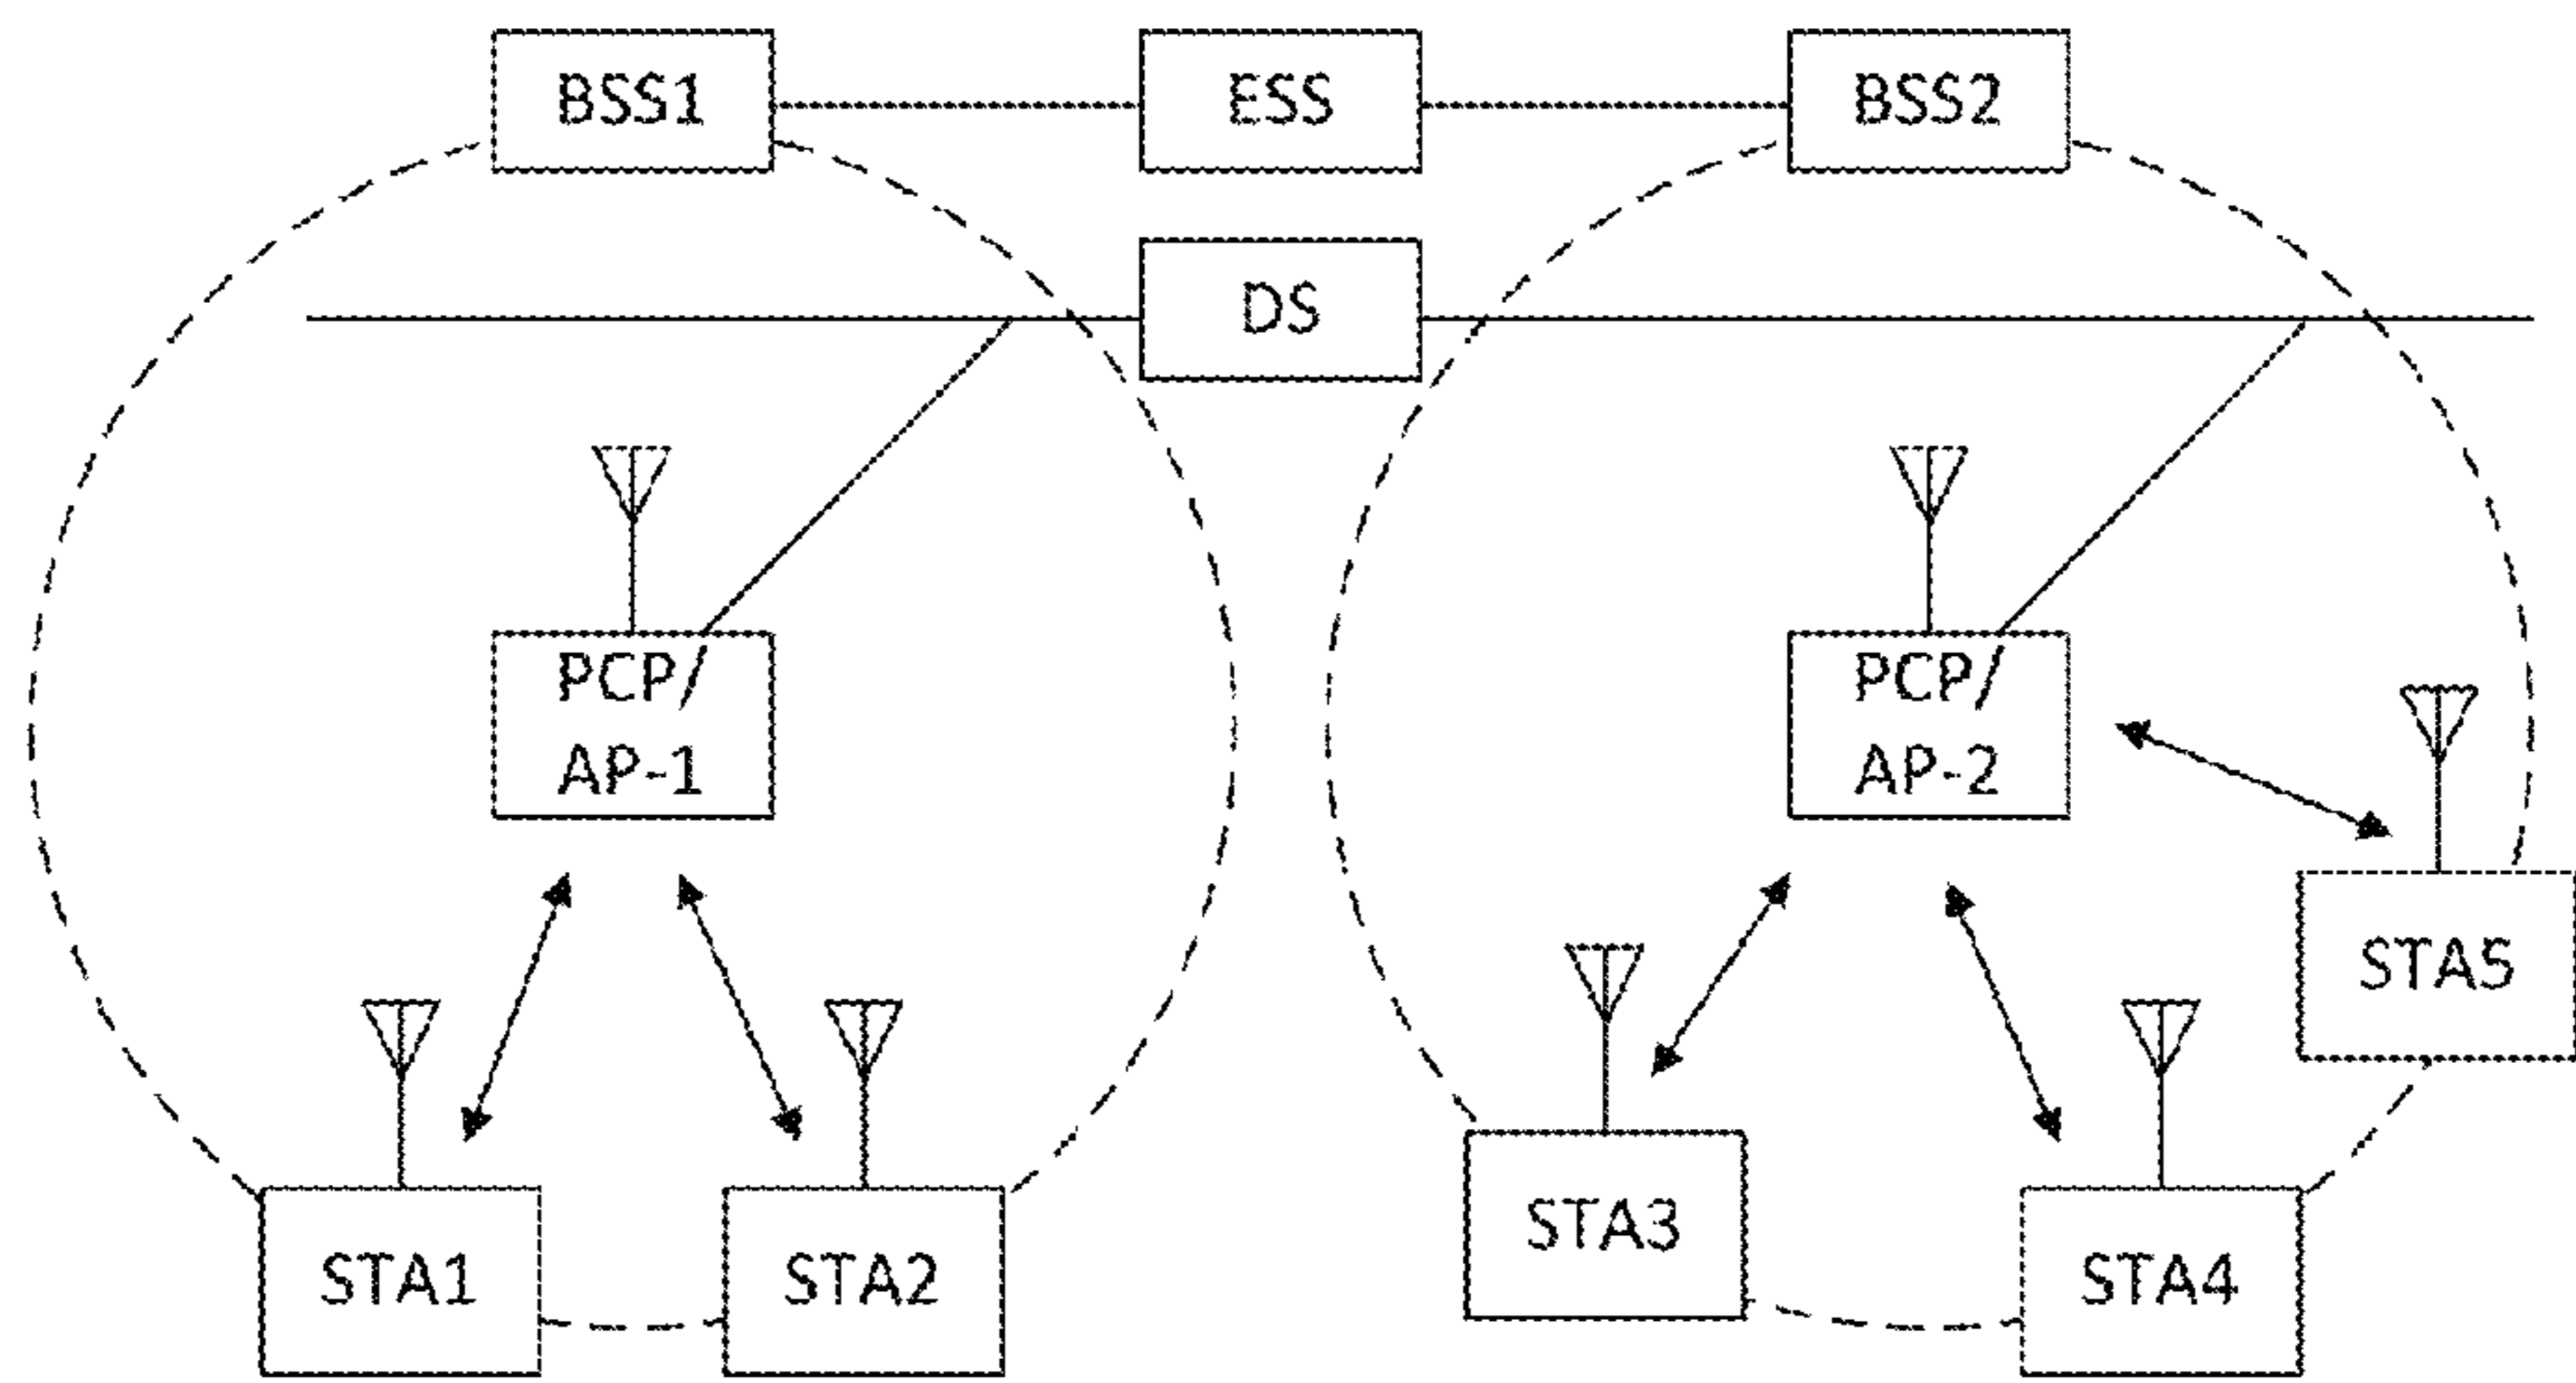 BSS1
ESS
BSS2
DS
PCP/
AP-1
PCP/
AP-2
STA5
STA3
STA1
STA2
STA4